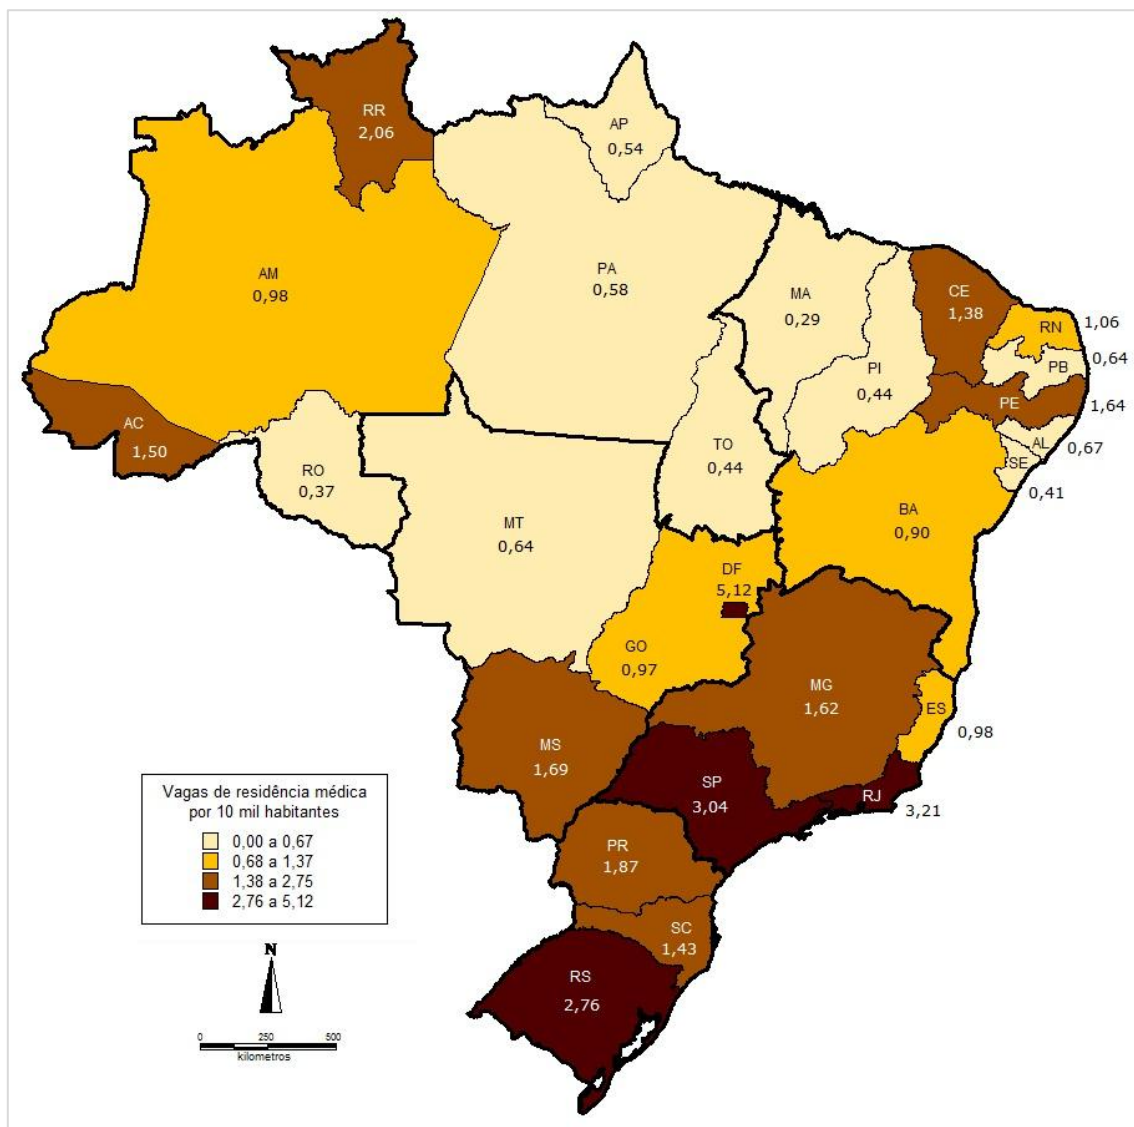 RR
2,06
AP
0,54
AM
0,98
PA
0,58
MA
0,29
CE
1,38
RN
1,06
0,64
PB
PI
0,44
PE
1,64
AC
1,50
TO
0,44
AL
0,67
SE
0,41
RO
0,37
MT
0,64
BA
0,90
DF
5,12
GO
0,97
MG
1,62
ES
0,98
MS
1,69
SP
3,04
RJ
3,21
PR
1,87
SC
1,43
RS
2,76
Vagas de residência médica
por 10 mil habitantes
0,00 a 0,67
0,68 a 1,37
1,38 a 2,75
2,76 a 5,12
N
0 250 500
kilometros